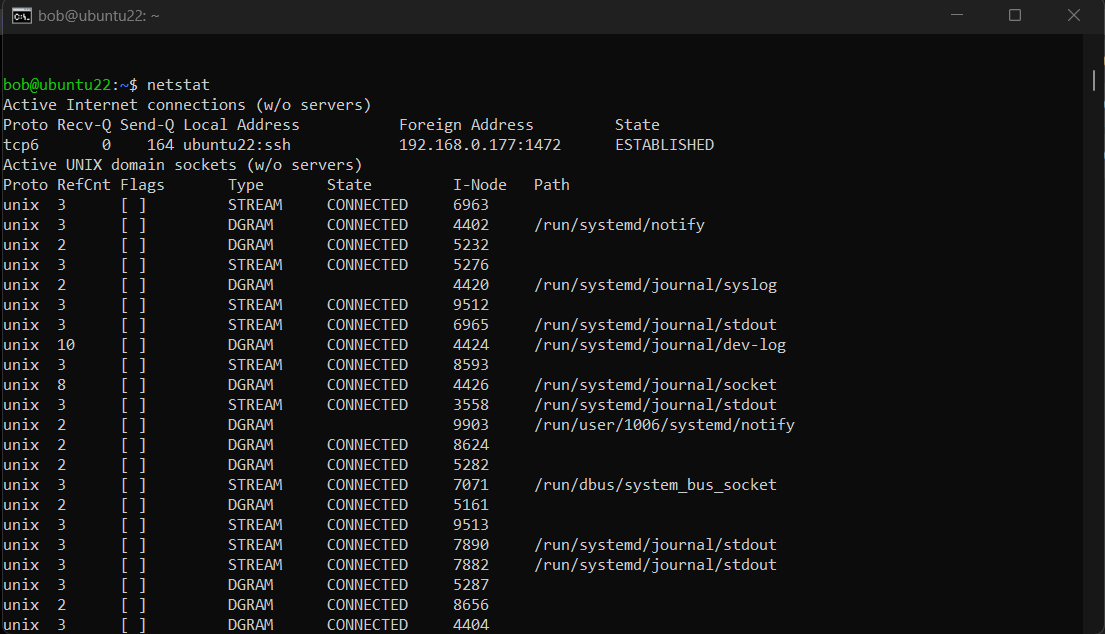 bob@ubuntu22: ~
bob@ubuntu22:~$ netstat
Active Internet connections (w/o servers)
Proto Recv-Q Send-Q Local Address           Foreign Address         State
tcp6       0    164 ubuntu22:ssh            192.168.0.177:1472      ESTABLISHED
Active UNIX domain sockets (w/o servers)
Proto RefCnt Flags       Type       State         I-Node   Path
unix  3      [ ]         STREAM     CONNECTED     6963
unix  3      [ ]         DGRAM      CONNECTED     4402     /run/systemd/notify
unix  2      [ ]         DGRAM      CONNECTED     5232
unix  3      [ ]         STREAM     CONNECTED     5276
unix  2      [ ]         DGRAM                    4420     /run/systemd/journal/syslog
unix  3      [ ]         STREAM     CONNECTED     9512
unix  3      [ ]         STREAM     CONNECTED     6965     /run/systemd/journal/stdout
unix  10     [ ]         DGRAM      CONNECTED     4424     /run/systemd/journal/dev-log
unix  3      [ ]         STREAM     CONNECTED     8593
unix  8      [ ]         DGRAM      CONNECTED     4426     /run/systemd/journal/socket
unix  3      [ ]         STREAM     CONNECTED     3558     /run/systemd/journal/stdout
unix  2      [ ]         DGRAM                    9903     /run/user/1006/systemd/notify
unix  2      [ ]         DGRAM      CONNECTED     8624
unix  2      [ ]         DGRAM      CONNECTED     5282
unix  3      [ ]         STREAM     CONNECTED     7071     /run/dbus/system_bus_socket
unix  2      [ ]         DGRAM      CONNECTED     5161
unix  3      [ ]         STREAM     CONNECTED     9513
unix  3      [ ]         STREAM     CONNECTED     7890     /run/systemd/journal/stdout
unix  3      [ ]         STREAM     CONNECTED     7882     /run/systemd/journal/stdout
unix  3      [ ]         DGRAM      CONNECTED     5287
unix  2      [ ]         DGRAM      CONNECTED     8656
unix  3      [ ]         DGRAM      CONNECTED     4404